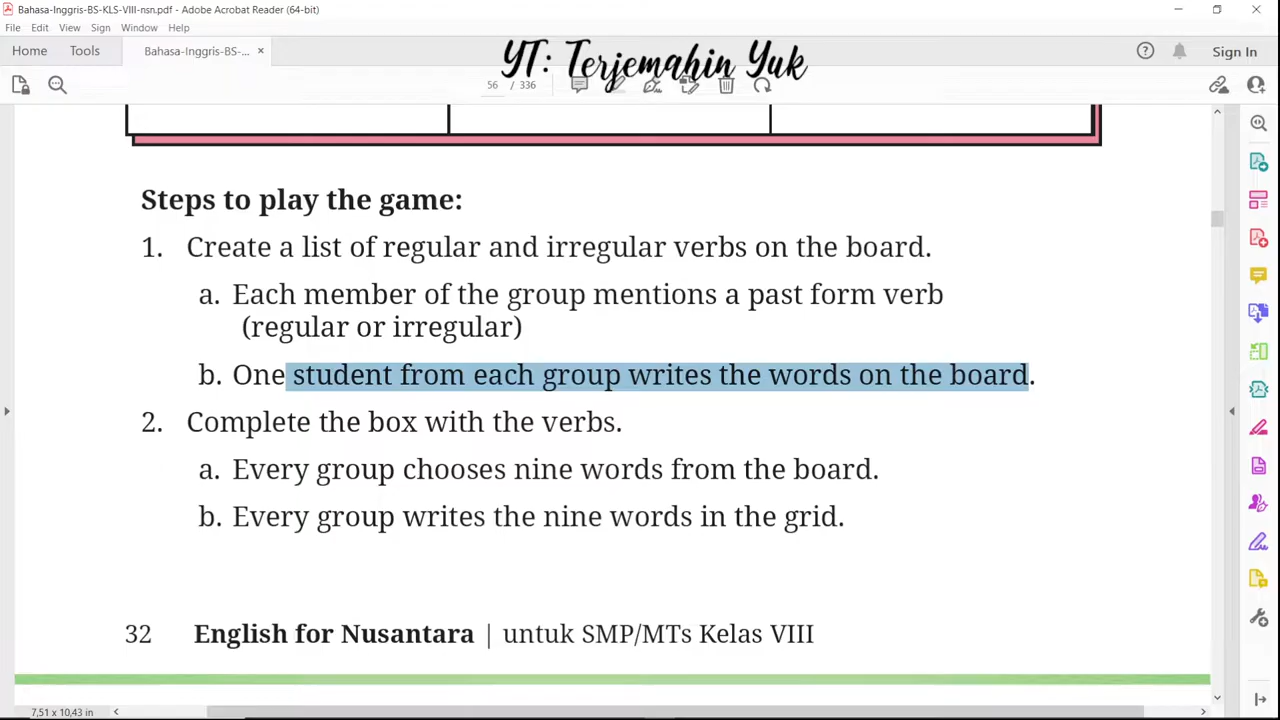 Bahasa-Inggris-BS-KLS-VIII-nsn.pdf - Adobe Acrobat Reader (64-bit)
File Edit View Sign Window Help
Home Tools Bahasa-Inggris-BS-... × Sign In
YT: Terjemahin Yuk
56 / 336
Steps to play the game:
1. Create a list of regular and irregular verbs on the board.
a. Each member of the group mentions a past form verb
(regular or irregular)
b. One student from each group writes the words on the board.
2. Complete the box with the verbs.
a. Every group chooses nine words from the board.
b. Every group writes the nine words in the grid.
32 English for Nusantara | untuk SMP/MTs Kelas VIII
7,51 x 10,43 in